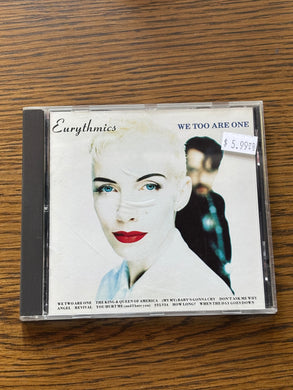 Eurythmics
WE TOO ARE ONE
$5.99
WE TWO ARE ONE THE KING & QUEEN OF AMERICA (MY MY) BABY'S GONNA CRY DON'T ASK ME WHY
ANGEL REVIVAL YOU HURT ME (and I hate you) SYLVIA HOW LONG? WHEN THE DAY GOES DOWN